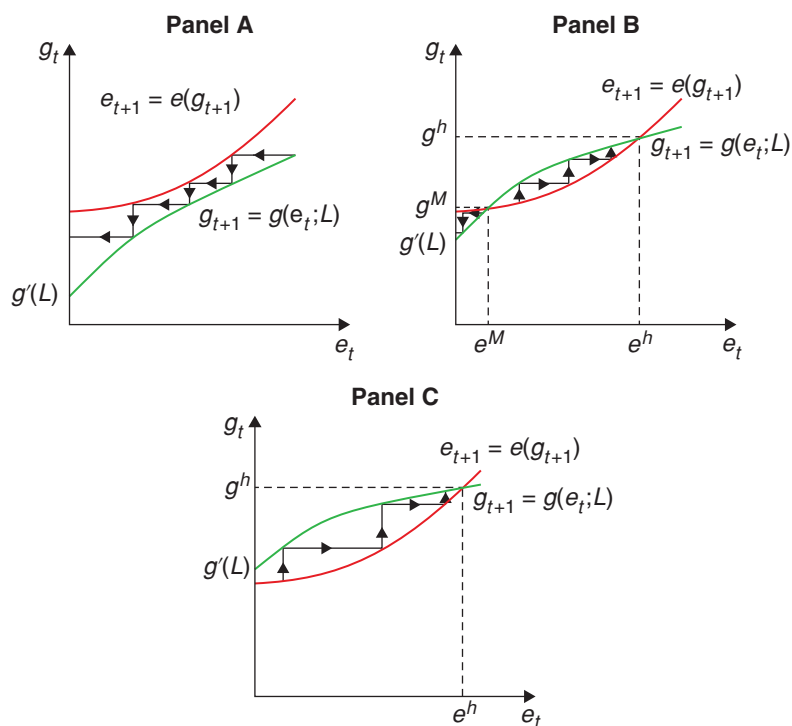 Panel A
g_t
e_{t+1} = e(g_{t+1})
g_{t+1} = g(e_t;L)
g′(L)
e_t
Panel B
g_t
e_{t+1} = e(g_{t+1})
g^h
g_{t+1} = g(e_t;L)
g^M
g′(L)
e^M
e^h
e_t
Panel C
g_t
e_{t+1} = e(g_{t+1})
g^h
g_{t+1} = g(e_t;L)
g′(L)
e^h
e_t